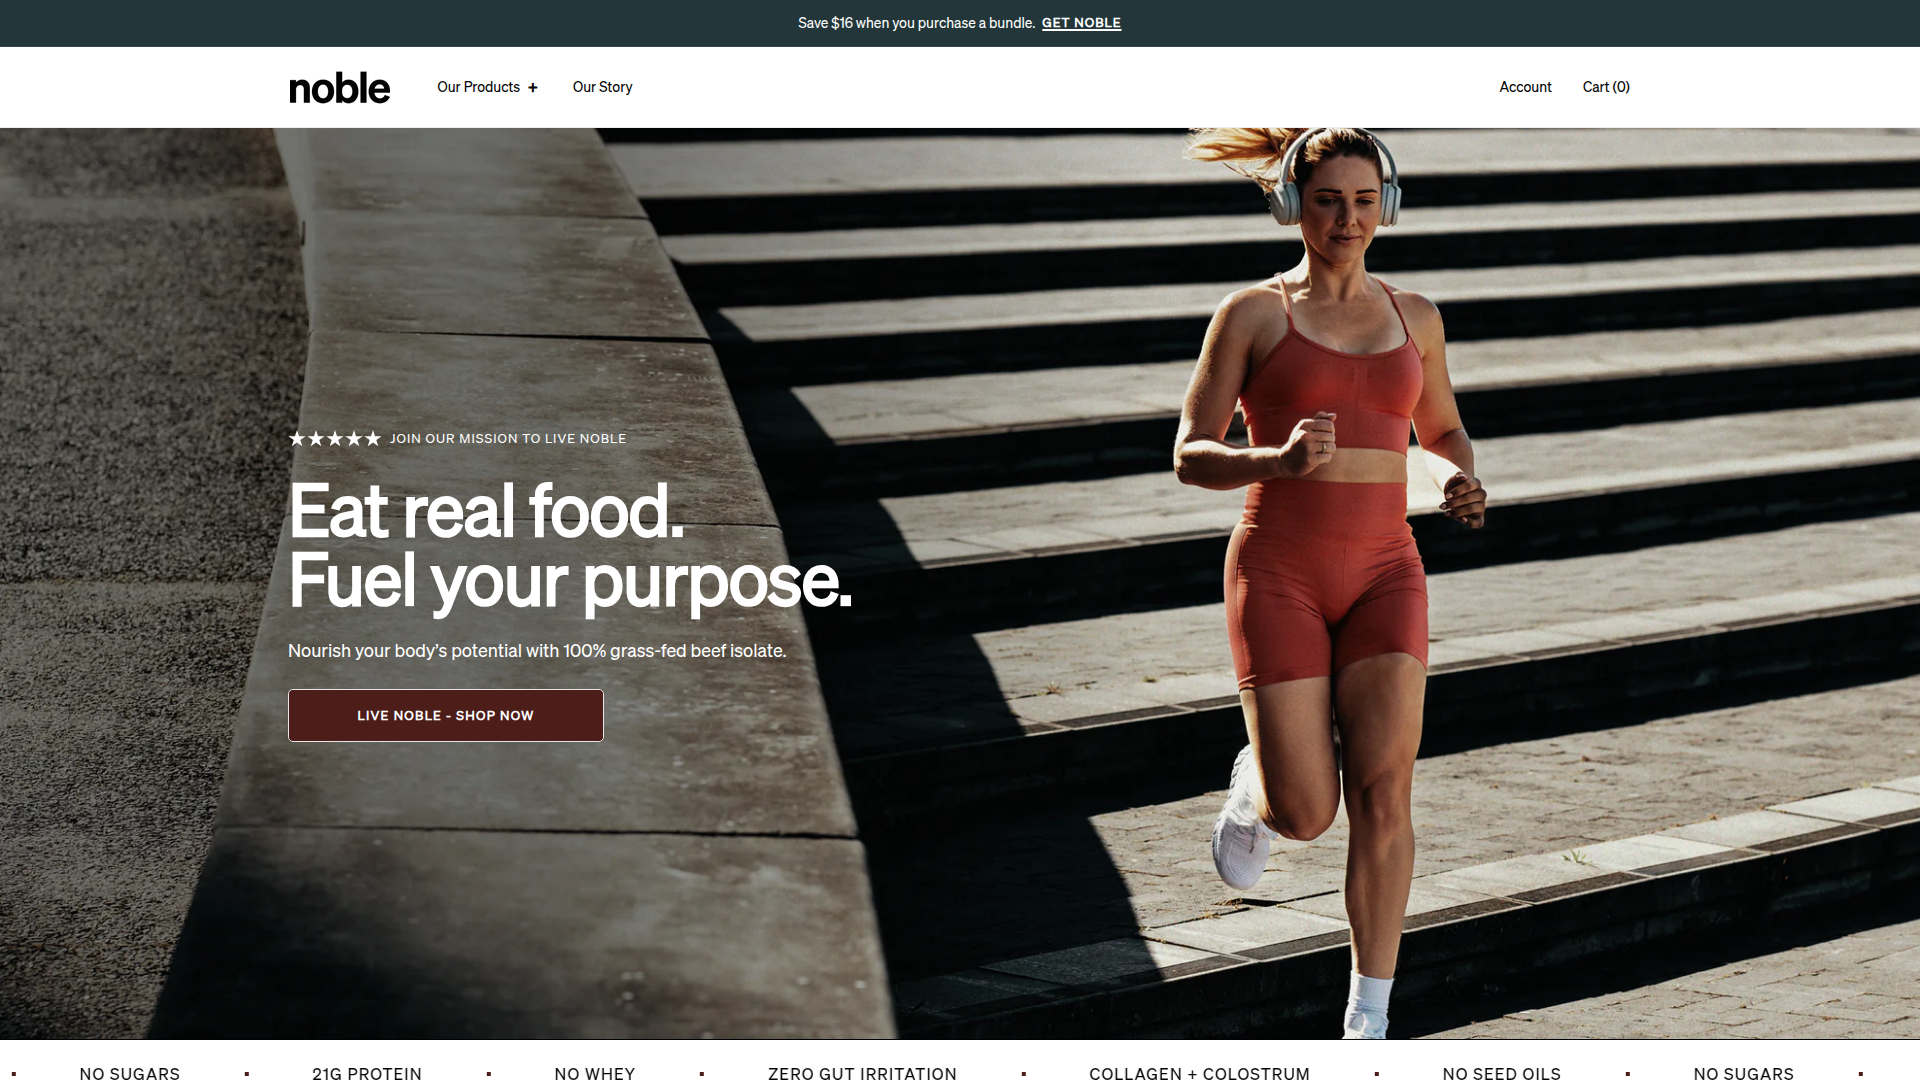 Save $16 when you purchase a bundle. GET NOBLE
noble Our Products + Our Story Account Cart (0)
★★★★★ JOIN OUR MISSION TO LIVE NOBLE
Eat real food.
Fuel your purpose.
Nourish your body’s potential with 100% grass-fed beef isolate.
LIVE NOBLE - SHOP NOW
NO SUGARS 21G PROTEIN NO WHEY ZERO GUT IRRITATION COLLAGEN + COLOSTRUM NO SEED OILS NO SUGARS